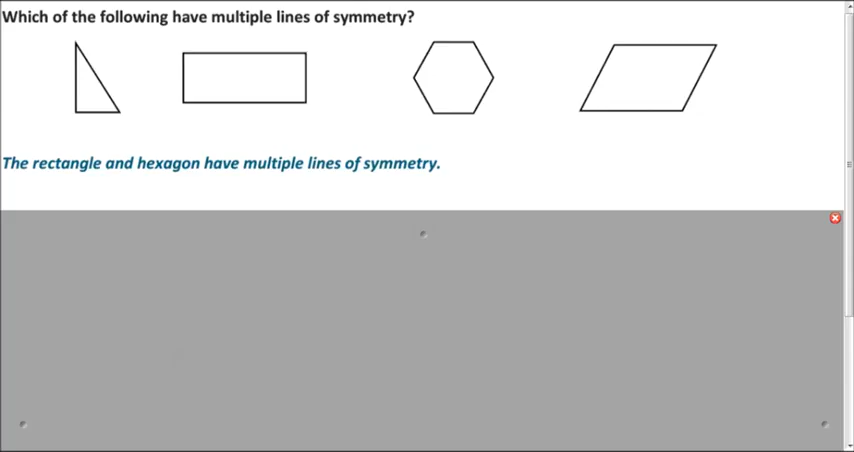 Which of the following have multiple lines of symmetry?
The rectangle and hexagon have multiple lines of symmetry.